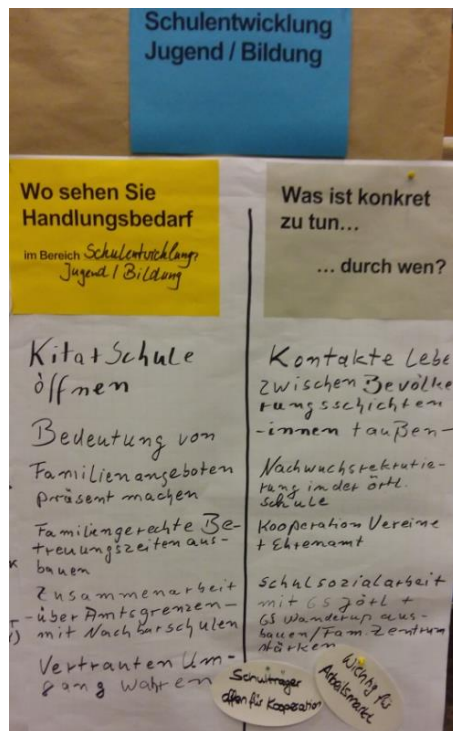 Schulentwicklung
Jugend / Bildung
Wo sehen Sie
Handlungsbedarf
im Bereich Schulentwicklung,
Jugend / Bildung
Kita + Schule
öffnen
Bedeutung von
Familienangeboten
präsent machen
Familiengerechte Be-
treuungszeiten aus-
bauen
Zusammenarbeit
-über Amtsgrenzen-
mit Nachbarschulen
Vertrauten Um-
gang wahren
Was ist konkret
zu tun...
... durch wen?
Kontakte lebe
zwischen Bevölke
rungsschichten
-innen + außen-
Nachwuchsrekrutie-
rung in der örtl.
Schule
Kooperation Vereine
+ Ehrenamt
Schulsozialarbeit
mit GS Jörl +
GS Wanderup aus-
bauen / Fam. Zentrum
stärken
Schulträger
offen für Kooperation
Wichtig für
Arbeitsmarkt